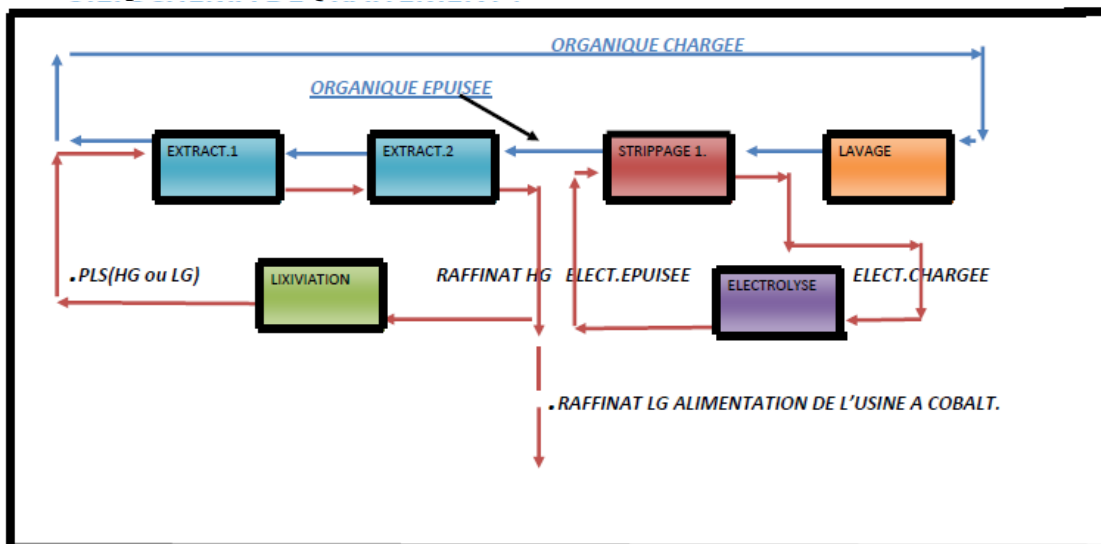 ORGANIQUE CHARGEE
ORGANIQUE EPUISEE
EXTRACT.1
EXTRACT.2
STRIPPAGE 1.
LAVAGE
.PLS(HG ou LG)
LIXIVIATION
RAFFINAT HG
ELECT.EPUISEE
ELECTROLYSE
ELECT.CHARGEE
.RAFFINAT LG ALIMENTATION DE L'USINE A COBALT.